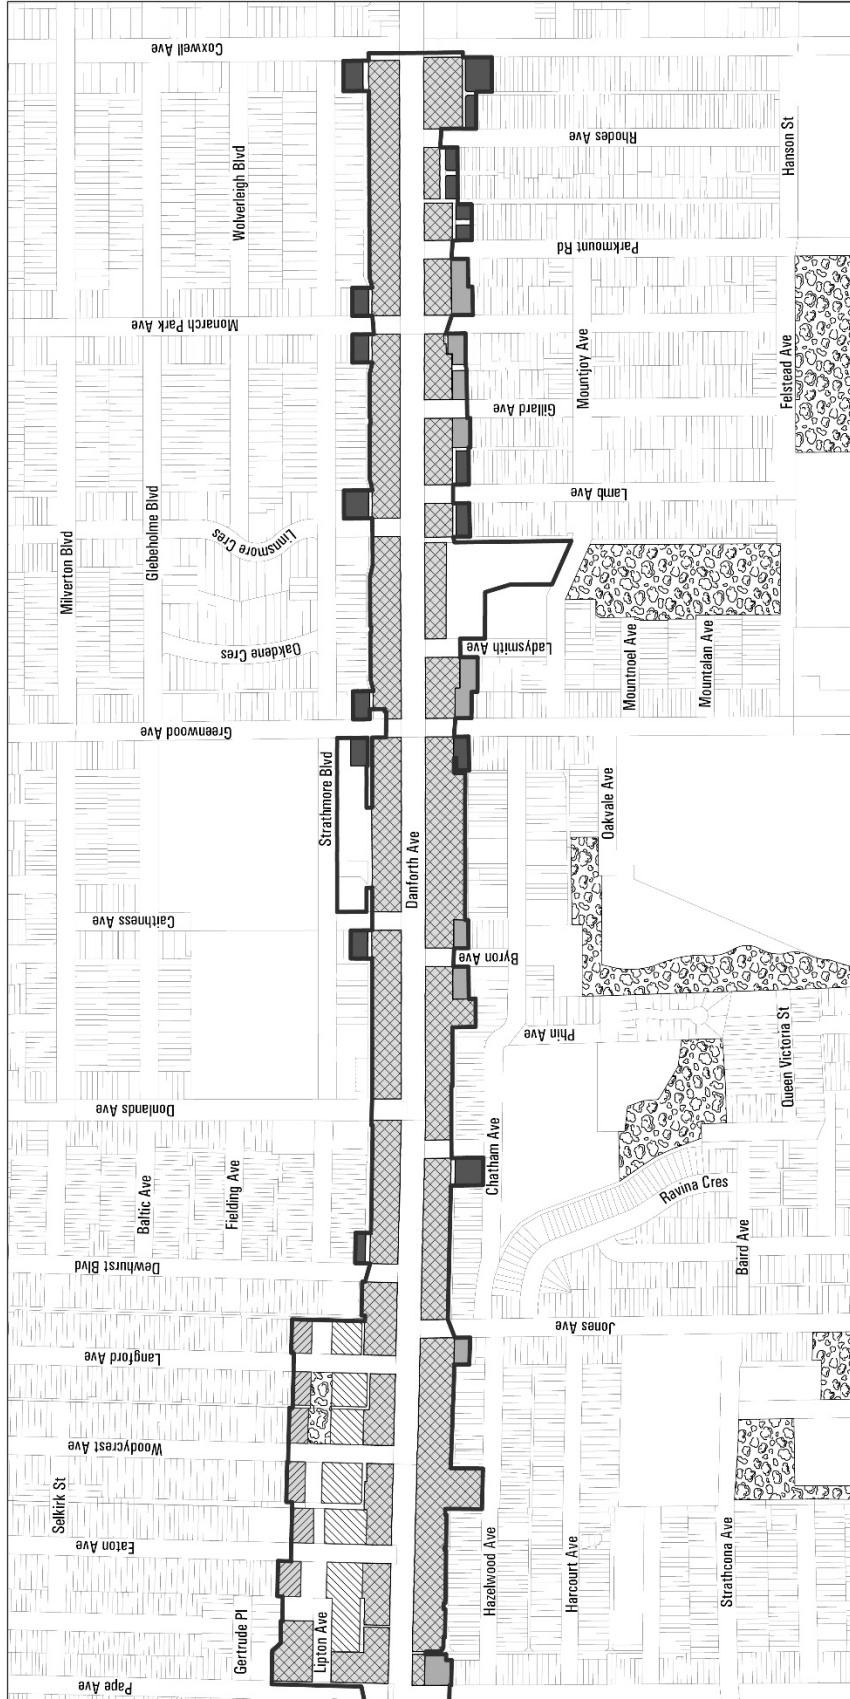 Coxwell Ave
Hanson St
Rhodes Ave
Wolverleigh Blvd
Parkmount Rd
Monarch Park Ave
Mountjoy Ave
Felstead Ave
Gillard Ave
Lamb Ave
Glebeholme Blvd
Milverton Blvd
Linnsmore Cres
Oakdene Cres
Ladysmith Ave
Mountnoel Ave
Mountalan Ave
Greenwood Ave
Strathmore Blvd
Oakvale Ave
Danforth Ave
Caithness Ave
Byron Ave
Phin Ave
Queen Victoria St
Donlands Ave
Chatham Ave
Ravina Cres
Baltic Ave
Fielding Ave
Baird Ave
Dewhurst Blvd
Jones Ave
Langford Ave
Woodycrest Ave
Selkirk St
Eaton Ave
Hazelwood Ave
Harcourt Ave
Strathcona Ave
Gertrude Pl
Lipton Ave
Pape Ave